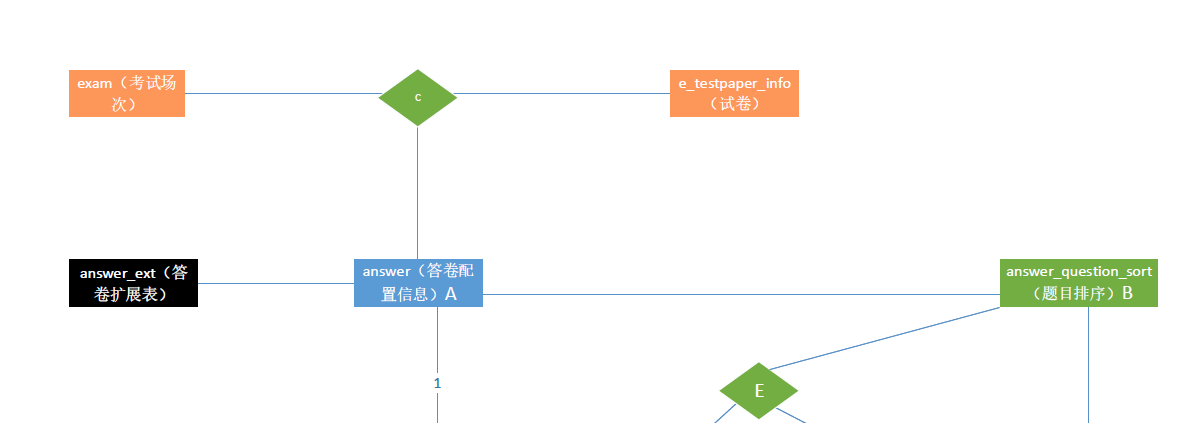 exam（考试场
次）
c
e_testpaper_info
（试卷）
answer_ext（答
卷扩展表）
answer（答卷配
置信息）A
answer_question_sort
（题目排序）B
1
E